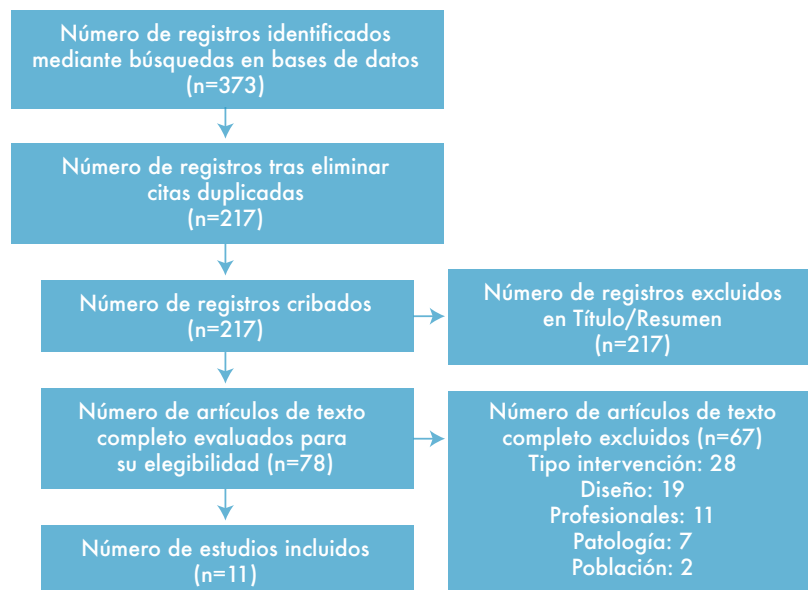 Número de registros identificados
mediante búsquedas en bases de datos
(n=373)
Número de registros tras eliminar
citas duplicadas
(n=217)
Número de registros cribados
(n=217)
Número de registros excluidos
en Título/Resumen
(n=217)
Número de artículos de texto
completo evaluados para
su elegibilidad (n=78)
Número de artículos de texto
completo excluidos (n=67)
Tipo intervención: 28
Diseño: 19
Profesionales: 11
Patología: 7
Población: 2
Número de estudios incluidos
(n=11)